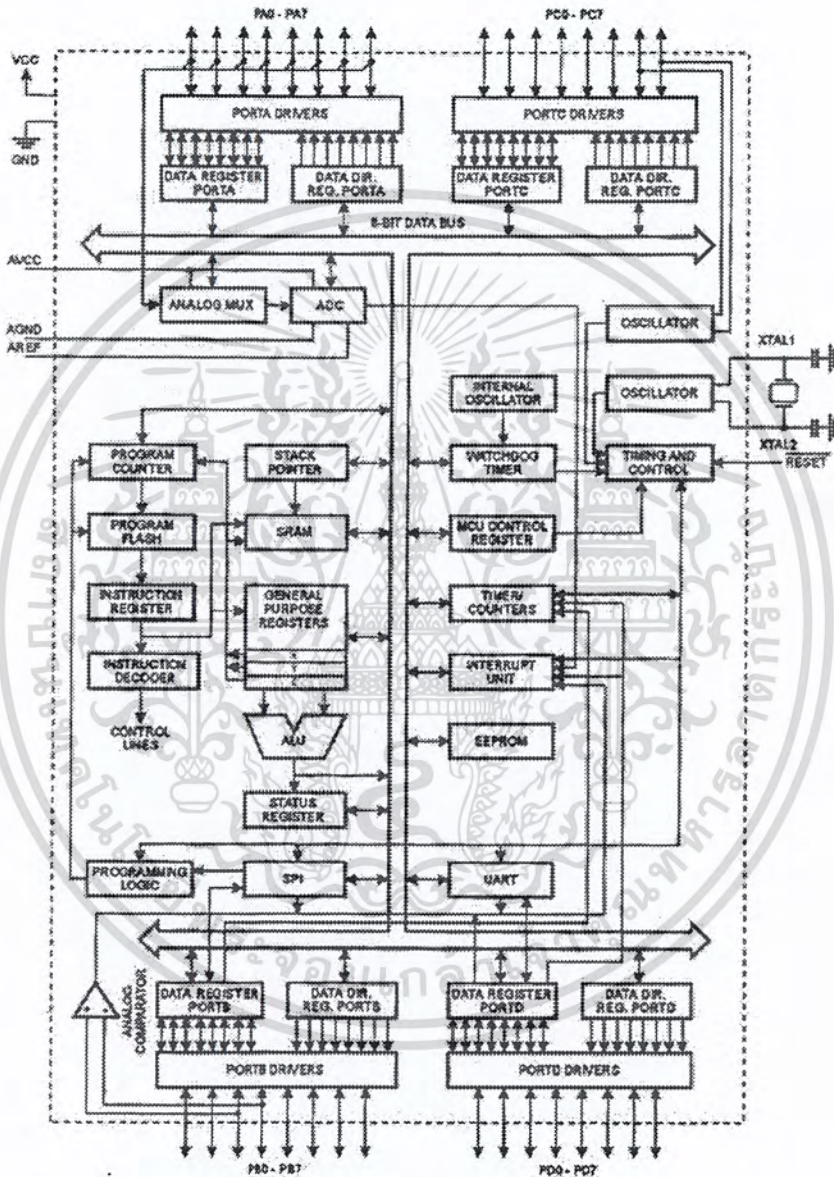 PA0 - PA7
PC0 - PC7
VCC
GND
PORTA DRIVERS
PORTC DRIVERS
DATA REGISTER
PORTA
DATA DIR.
REG. PORTA
DATA REGISTER
PORTC
DATA DIR.
REG. PORTC
8-BIT DATA BUS
AVCC
ANALOG MUX
ADC
AGND
AREF
OSCILLATOR
XTAL1
INTERNAL
OSCILLATOR
OSCILLATOR
XTAL2
PROGRAM
COUNTER
STACK
POINTER
WATCHDOG
TIMER
TIMING AND
CONTROL
RESET
PROGRAM
FLASH
SRAM
MCU CONTROL
REGISTER
INSTRUCTION
REGISTER
GENERAL
PURPOSE
REGISTERS
TIMER/
COUNTERS
INSTRUCTION
DECODER
INTERRUPT
UNIT
CONTROL
LINES
ALU
EEPROM
STATUS
REGISTER
PROGRAMMING
LOGIC
SPI
UART
ANALOG
COMPARATOR
DATA REGISTER
PORTB
DATA DIR.
REG. PORTB
DATA REGISTER
PORTD
DATA DIR.
REG. PORTD
PORTB DRIVERS
PORTD DRIVERS
PB0 - PB7
PD0 - PD7